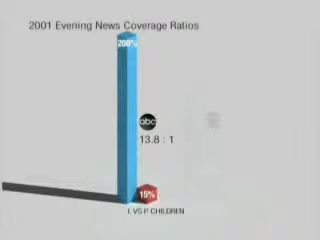 2001 Evening News Coverage Ratios
200%
abc
13.8 : 1
15%
I. VS P. CHILDREN